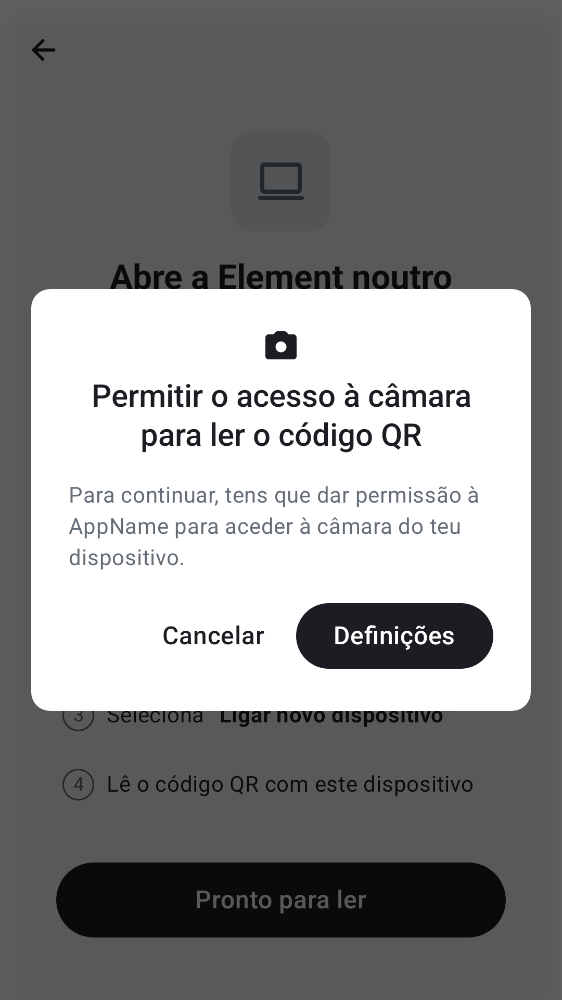 Abre a Element noutro
Permitir o acesso à câmara
para ler o código QR
Para continuar, tens que dar permissão à
AppName para aceder à câmara do teu
dispositivo.
Cancelar
Definições
3 Seleciona Ligar novo dispositivo
4 Lê o código QR com este dispositivo
Pronto para ler